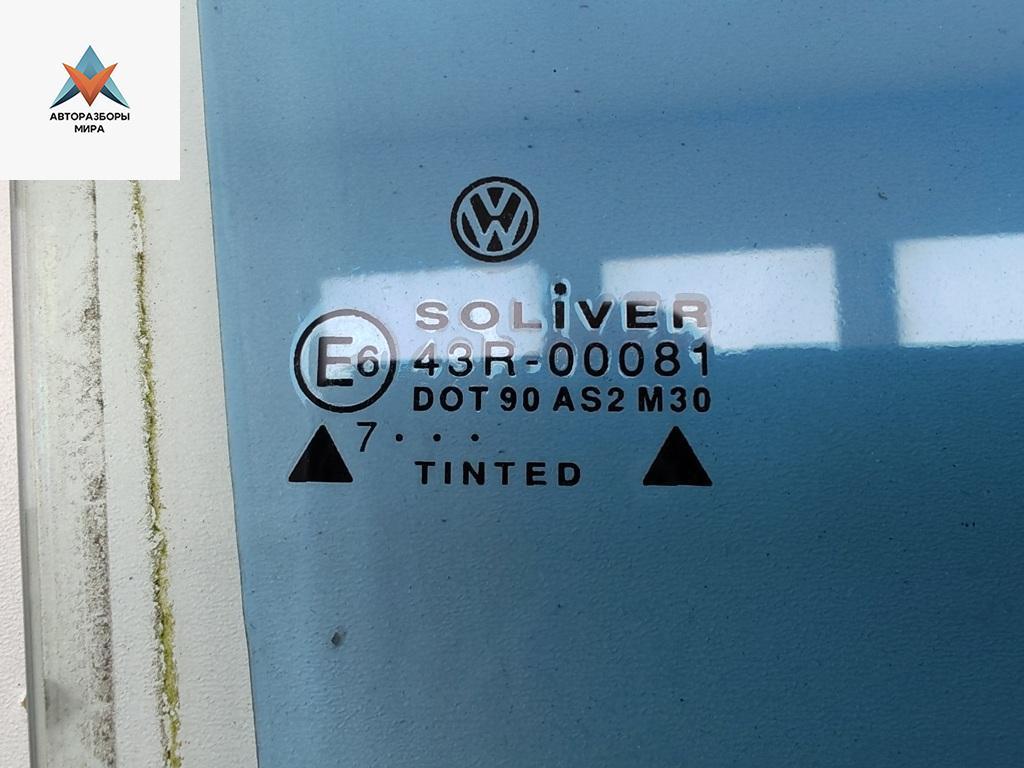 АВТОРАЗБОРЫ
МИРА
SOLiVER
E6 43R-00081
DOT 90 AS2 M30
7 . . .
TINTED